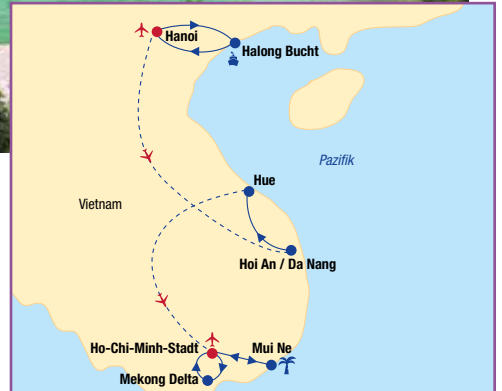 Hanoi
Halong Bucht
Pazifik
Hue
Vietnam
Hoi An / Da Nang
Ho-Chi-Minh-Stadt
Mui Ne
Mekong Delta